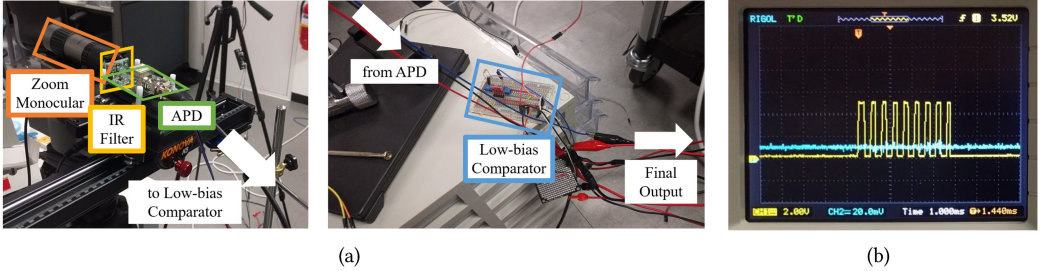 Zoom
Monocular
IR
Filter
APD
KONOVA
to Low-bias
Comparator
from APD
Low-bias
Comparator
Final
Output
RIGOL T'D 3.52V
2.00V CH2= 20.0mV Time 1.000ms 1.440ms
(a)
(b)